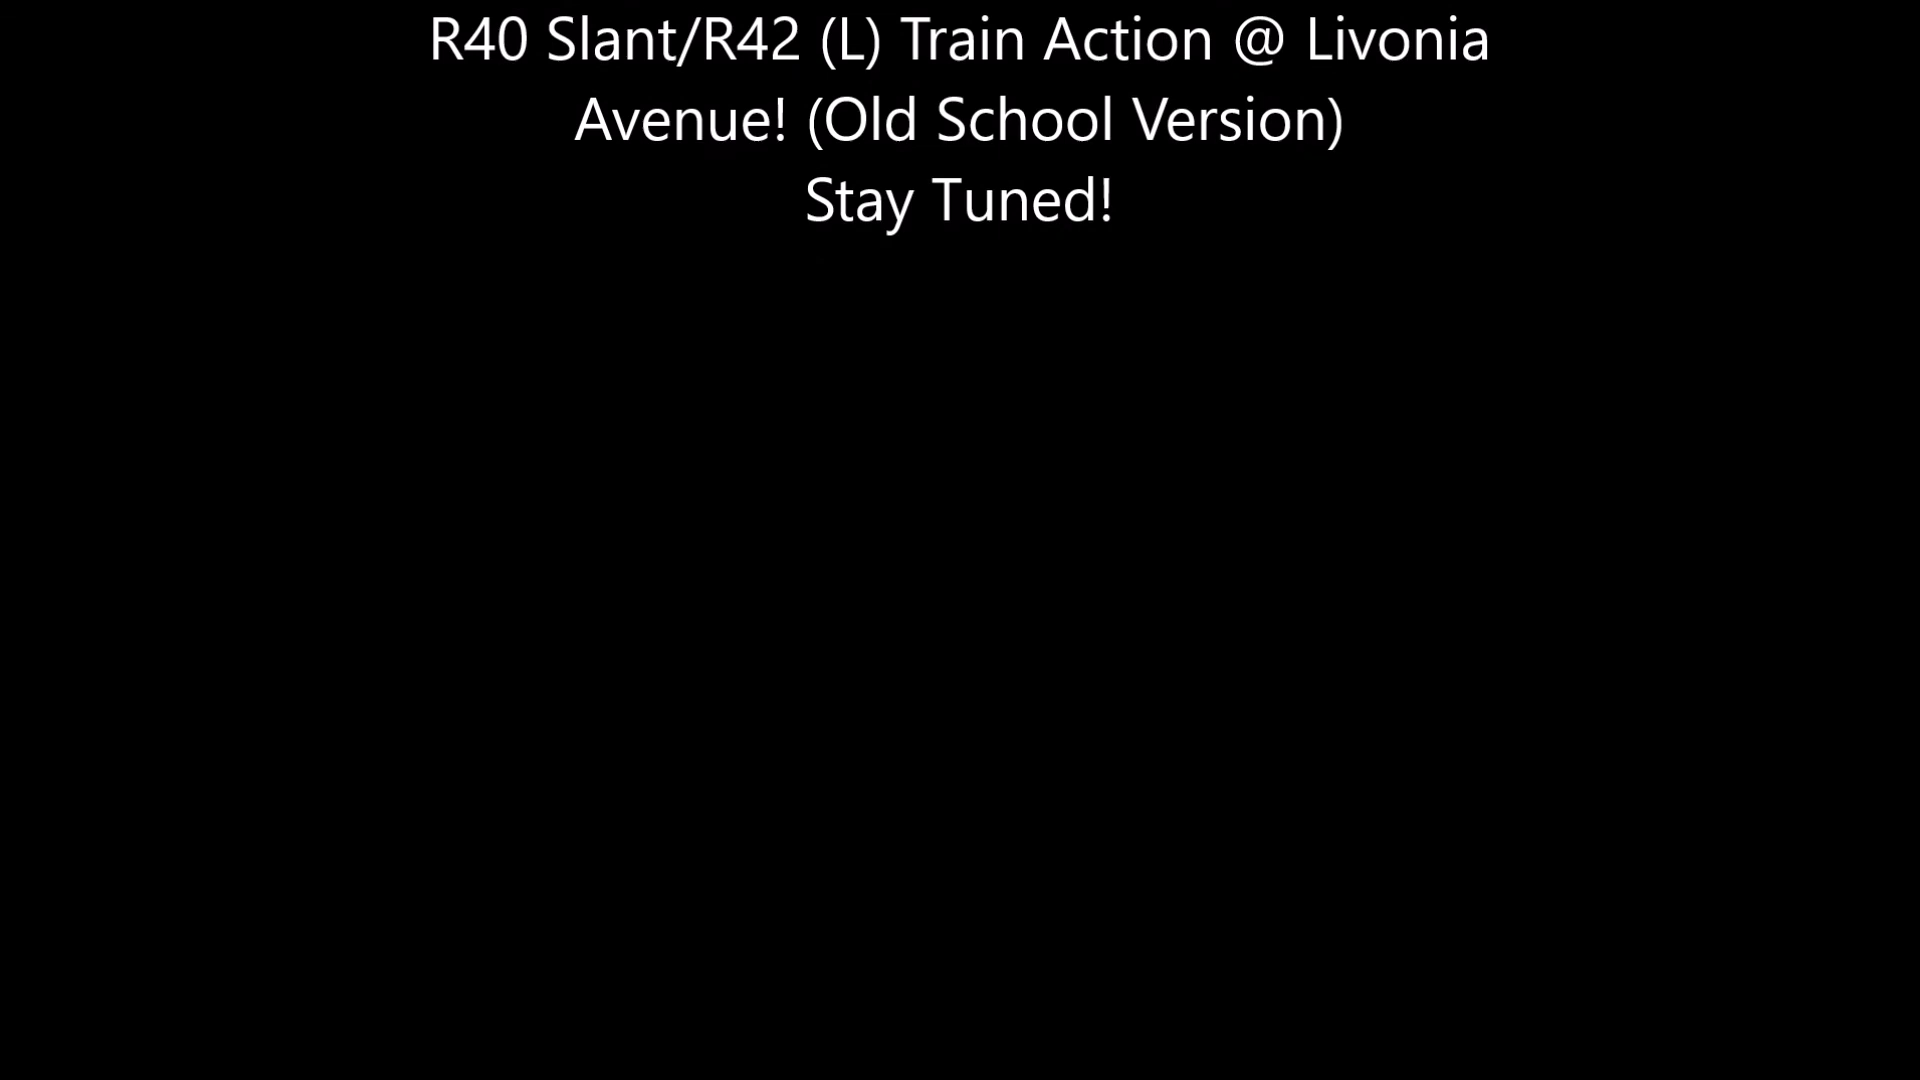 R40 Slant/R42 (L) Train Action @ Livonia
Avenue! (Old School Version)
Stay Tuned!